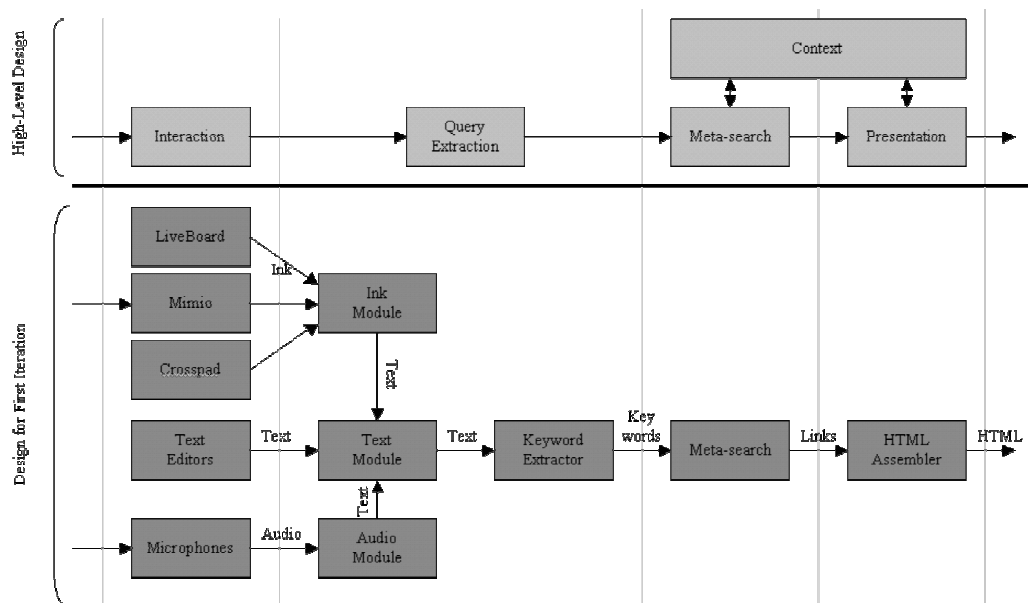 High-Level Design
Context
Interaction
Query
Extraction
Meta-search
Presentation
Design for First Iteration
LiveBoard
Ink
Mimio
Ink
Module
Crosspad
Text
Text
Editors
Text
Text
Module
Text
Keyword
Extractor
Key
words
Meta-search
Links
HTML
Assembler
HTML
Text
Microphones
Audio
Audio
Module